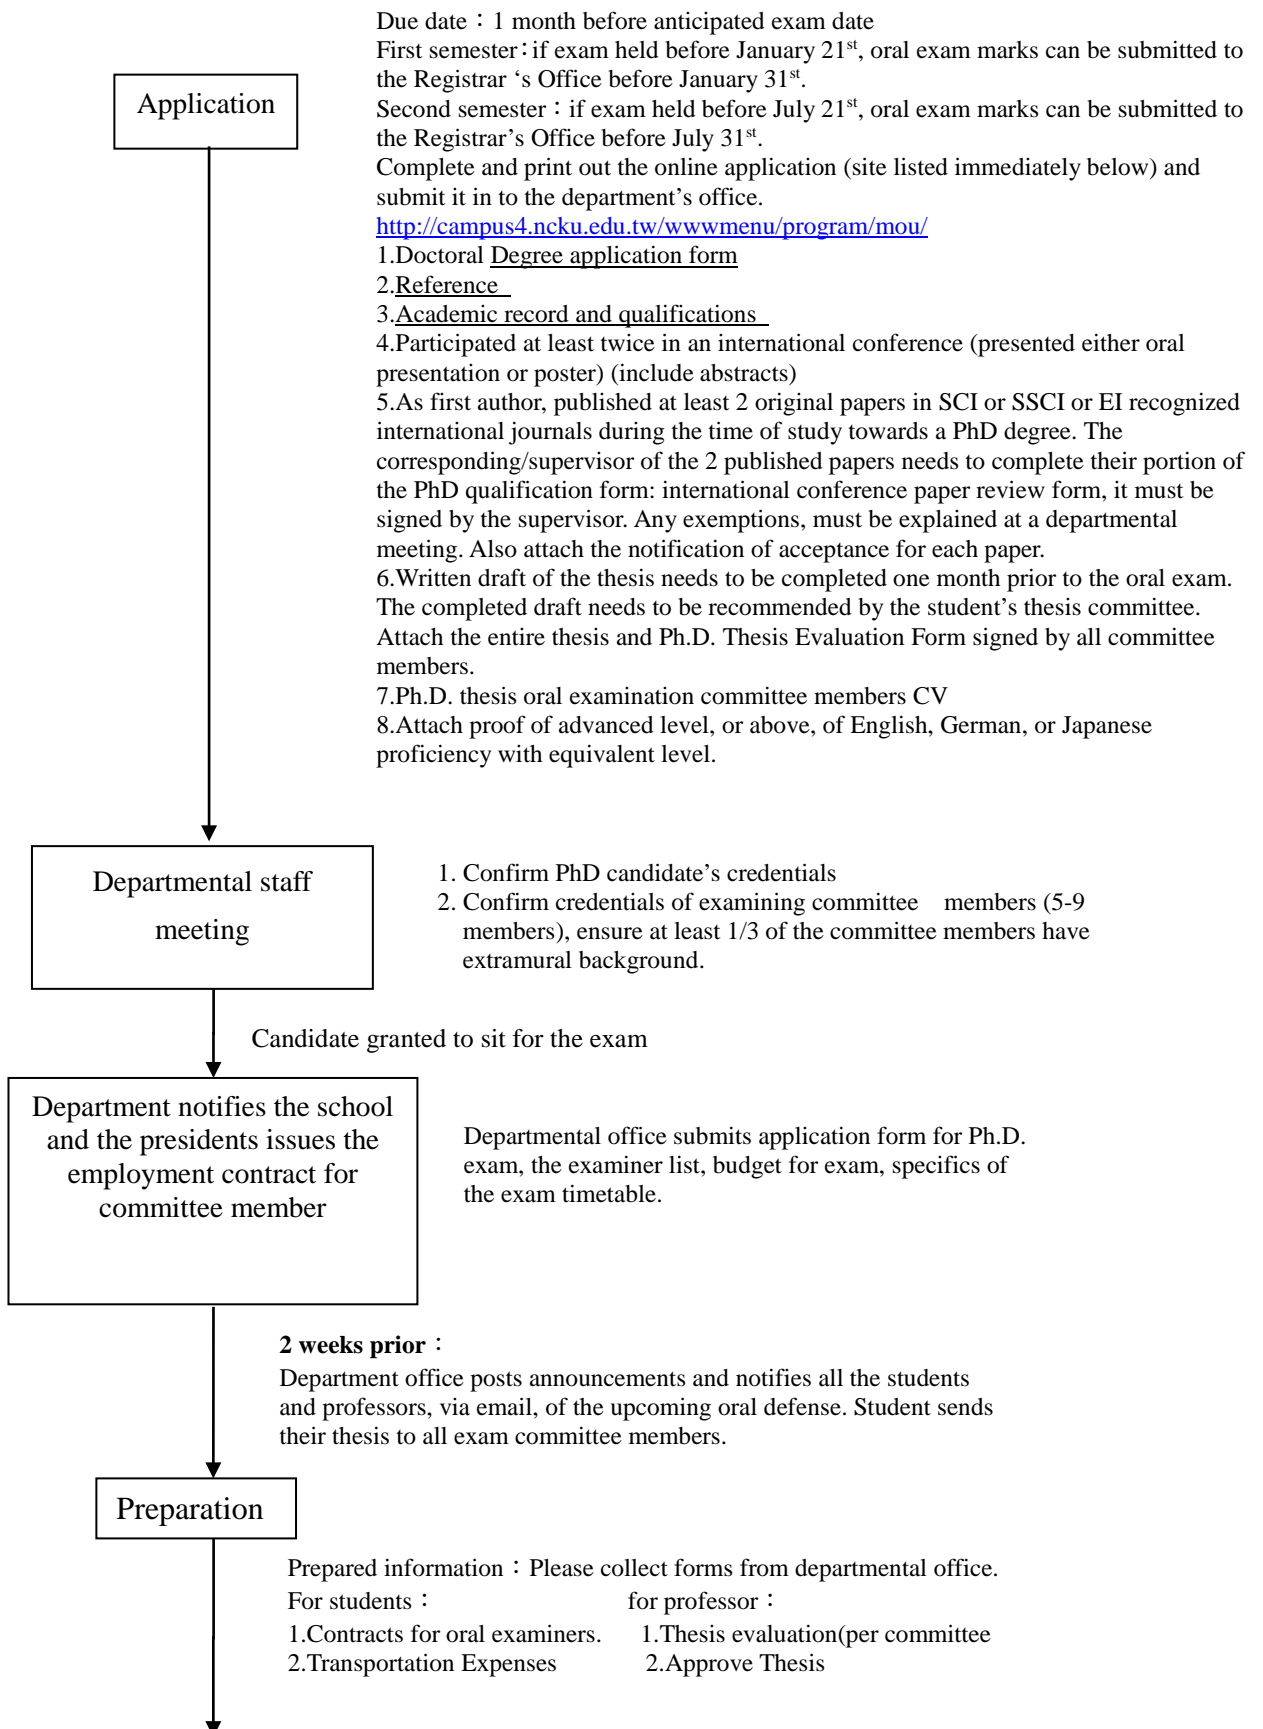 Due date：1 month before anticipated exam date
First semester：if exam held before January 21st, oral exam marks can be submitted to
the Registrar ‘s Office before January 31st.
Application
Second semester：if exam held before July 21st, oral exam marks can be submitted to
the Registrar’s Office before July 31st.
Complete and print out the online application (site listed immediately below) and
submit it in to the department’s office.
http://campus4.ncku.edu.tw/wwwmenu/program/mou/
1.Doctoral Degree application form
2.Reference
3.Academic record and qualifications
4.Participated at least twice in an international conference (presented either oral
presentation or poster) (include abstracts)
5.As first author, published at least 2 original papers in SCI or SSCI or EI recognized
international journals during the time of study towards a PhD degree. The
corresponding/supervisor of the 2 published papers needs to complete their portion of
the PhD qualification form: international conference paper review form, it must be
signed by the supervisor. Any exemptions, must be explained at a departmental
meeting. Also attach the notification of acceptance for each paper.
6.Written draft of the thesis needs to be completed one month prior to the oral exam.
The completed draft needs to be recommended by the student’s thesis committee.
Attach the entire thesis and Ph.D. Thesis Evaluation Form signed by all committee
members.
7.Ph.D. thesis oral examination committee members CV
8.Attach proof of advanced level, or above, of English, German, or Japanese
proficiency with equivalent level.
Departmental staff
meeting
1. Confirm PhD candidate’s credentials
2. Confirm credentials of examining committee members (5-9
members), ensure at least 1/3 of the committee members have
extramural background.
Candidate granted to sit for the exam
Department notifies the school
and the presidents issues the
employment contract for
committee member
Departmental office submits application form for Ph.D.
exam, the examiner list, budget for exam, specifics of
the exam timetable.
2 weeks prior：
Department office posts announcements and notifies all the students
and professors, via email, of the upcoming oral defense. Student sends
their thesis to all exam committee members.
Preparation
Prepared information：Please collect forms from departmental office.
For students： for professor：
1.Contracts for oral examiners. 1.Thesis evaluation(per committee
2.Transportation Expenses 2.Approve Thesis